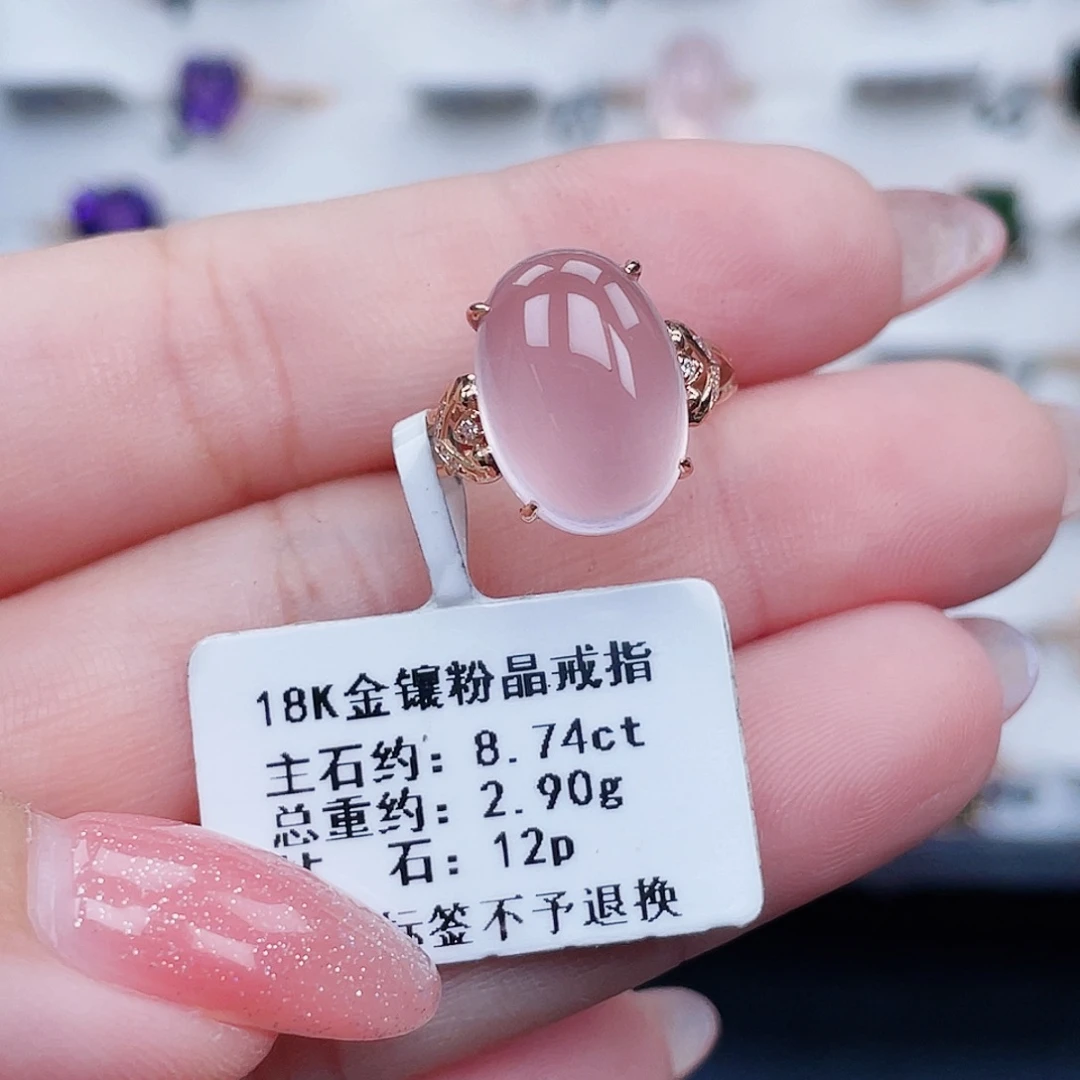 18K金镶粉晶戒指
主石约：8.74ct
总重约：2.90g
石：12p
签不予退换